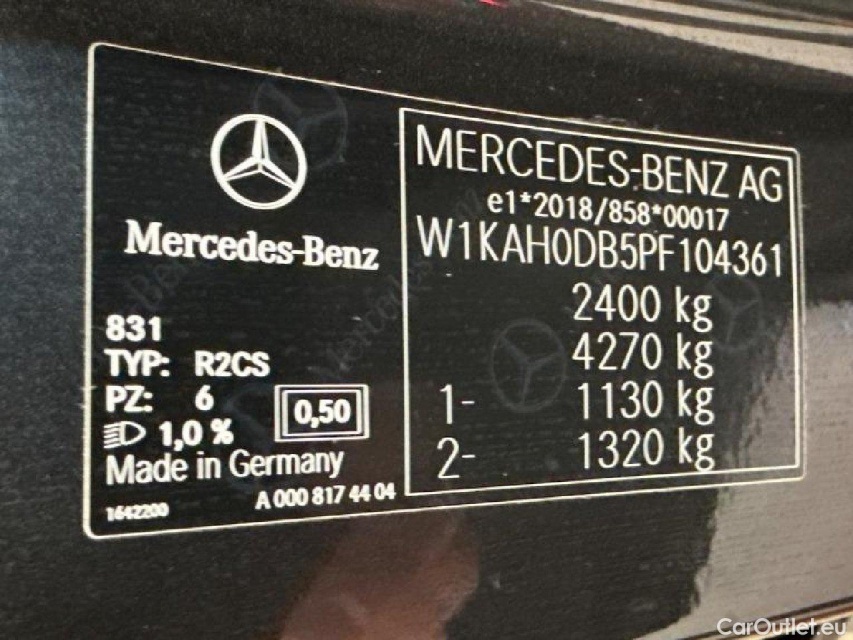 Mercedes-Benz
831
TYP: R2CS
PZ: 6
1,0 %
0,50
Made in Germany
1642200
A 000 817 44 04
MERCEDES-BENZ AG
e1*2018/858*00017
W1KAH0DB5PF104361
2400 kg
4270 kg
1- 1130 kg
2- 1320 kg
CarOutlet.eu